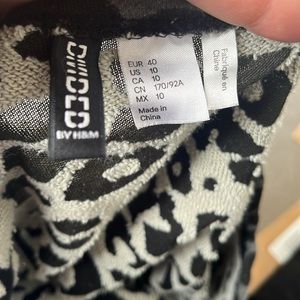 DIVIDED
BY H&M
EUR 40
US 10
CA 10
CN 170/92A
MX 10
Made in
China
Fabriqué en
Chine